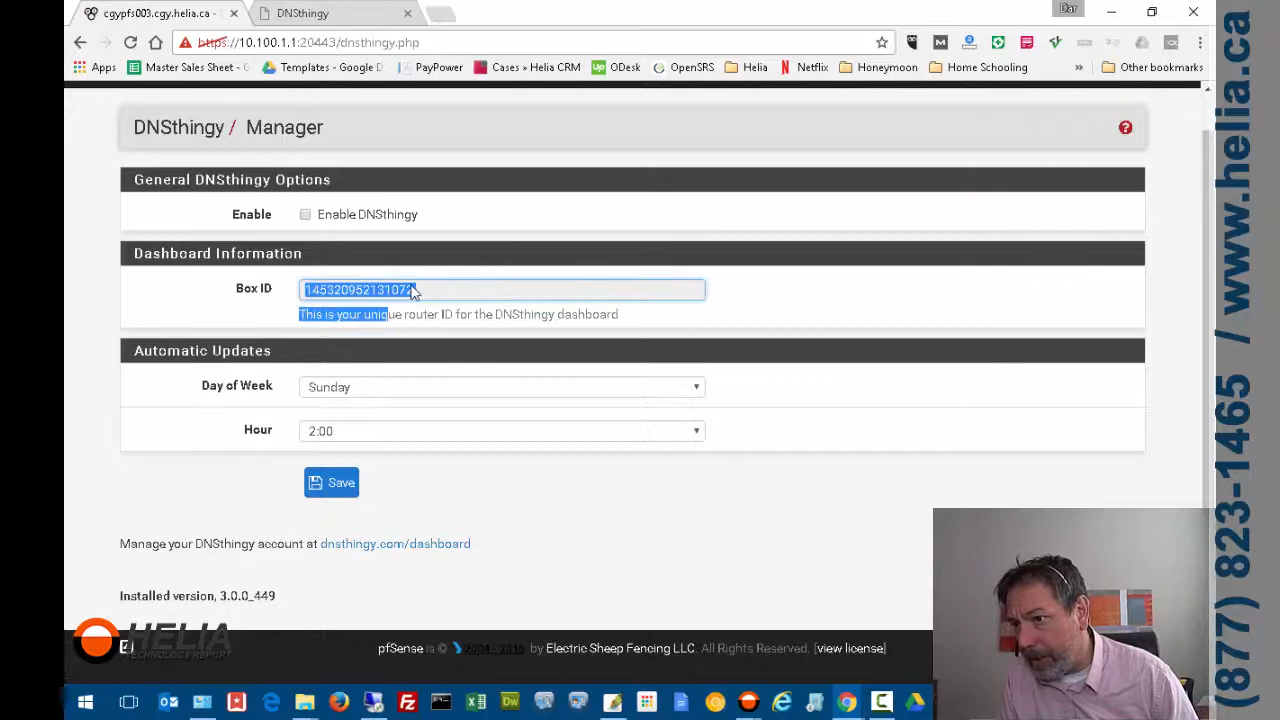 cgypfs003.cgy.helia.ca - DNSthingy Dar
https://10.100.1.1:20443/dnsthingy.php
Apps Master Sales Sheet - G Templates - Google D PayPower Cases » Helia CRM ODesk OpenSRS Helia Netflix Honeymoon Home Schooling » Other bookmarks
DNSthingy / Manager
General DNSthingy Options
Enable Enable DNSthingy
Dashboard Information
Box ID
This is your unique router ID for the DNSthingy dashboard
Automatic Updates
Day of Week Sunday
Hour 2:00
Save
Manage your DNSthingy account at dnsthingy.com/dashboard
Installed version, 3.0.0_449
HELIA
TECHNOLOGY REPORT
pfSense is © 2004 - 2016 by Electric Sheep Fencing LLC. All Rights Reserved. [view license]
(877) 823-1465 / www.helia.ca